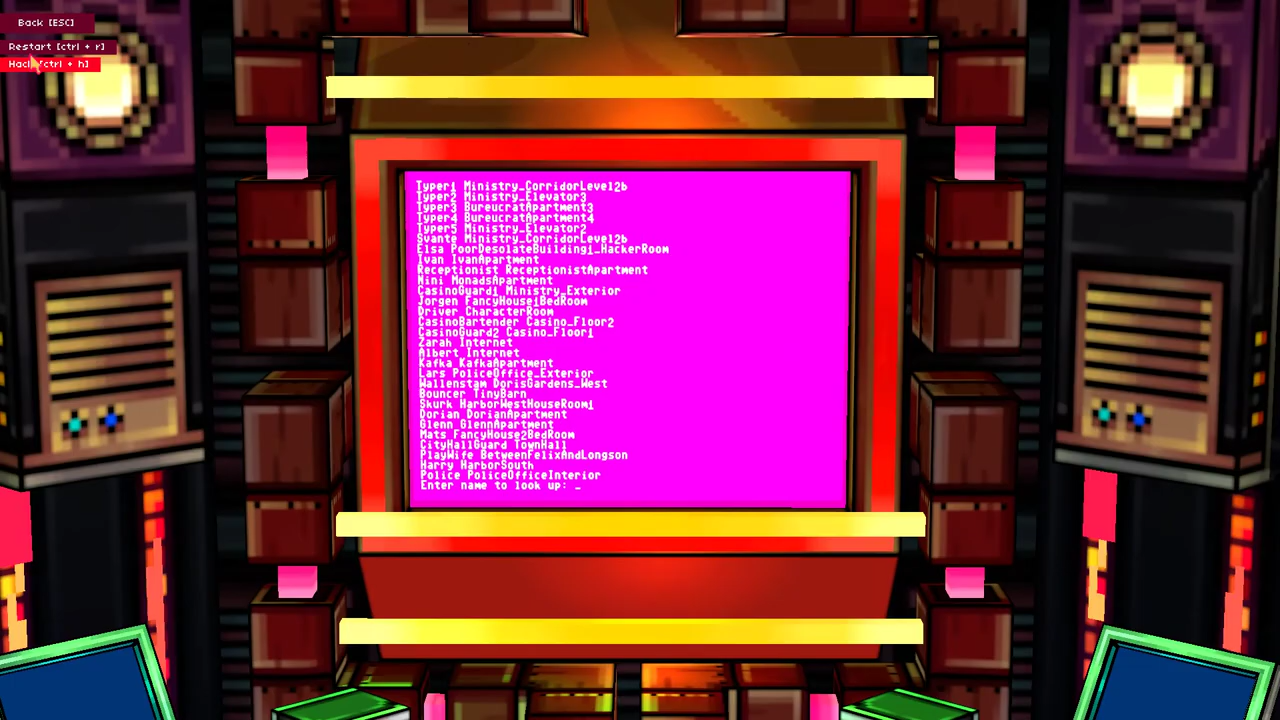 Back [ESC]
Restart [ctrl + r]
Hack [ctrl + h]
Typer1 Ministry_CorridorLevel2b
Typer2 Ministry_Elevator3
Typer3 BureucratApartment3
Typer4 BureucratApartment4
Typer5 Ministry_Elevator2
Svante Ministry_CorridorLevel2b
Elsa PoorDesolateBuilding1_HackerRoom
Ivan IvanApartment
Receptionist ReceptionistApartment
Mini MonadsApartment
CasinoGuard1 Ministry_Exterior
Jorgen FancyHouse1BedRoom
Driver CharacterRoom
CasinoBartender Casino_Floor2
CasinoGuard2 Casino_Floor1
Zarah Internet
Albert Internet
Kafka KafkaApartment
Lars PoliceOffice_Exterior
Wallenstam DorisGardens_West
Bouncer TinyBarn
Skurk HarborWestHouseRoom1
Dorian DorianApartment
Glenn GlennApartment
Mats FancyHouse2BedRoom
CityHallGuard TownHall
PlayWife BetweenFelixAndLongson
Harry HarborSouth
Police PoliceOfficeInterior
Enter name to look up: _